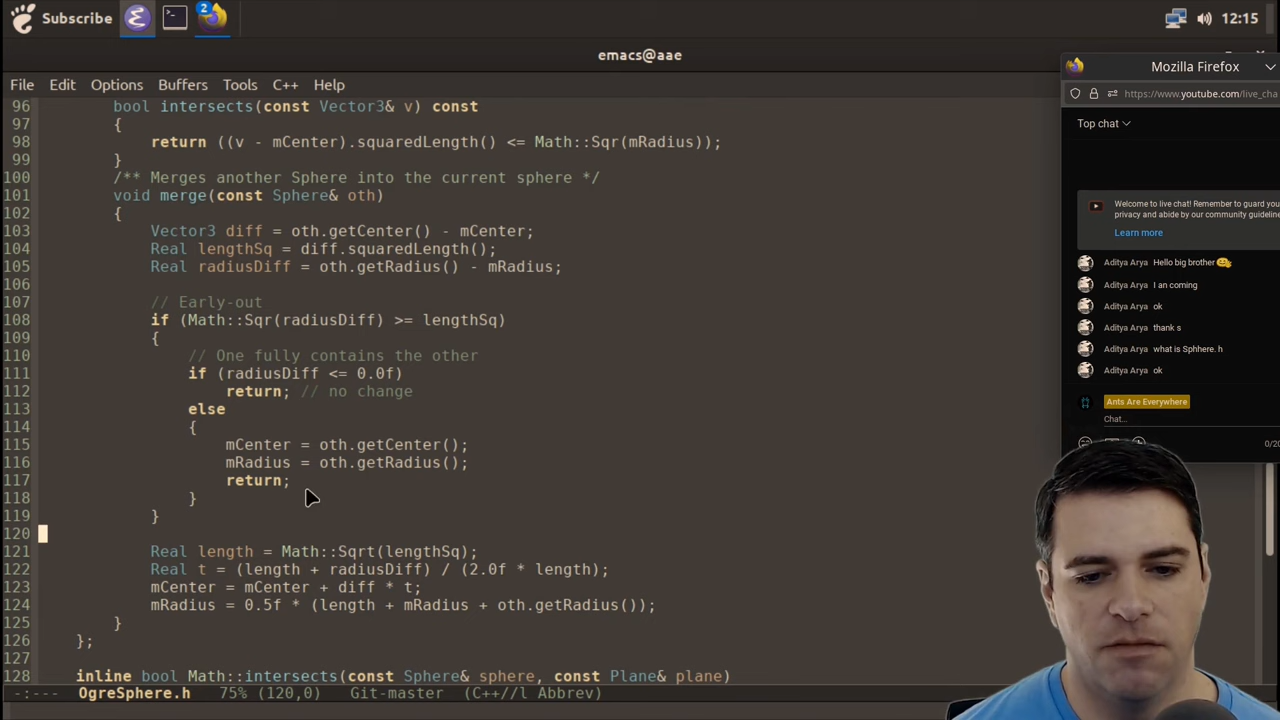 Subscribe
2
12:15
emacs@aae
File Edit Options Buffers Tools C++ Help
96 bool intersects(const Vector3& v) const
97 {
98 return ((v - mCenter).squaredLength() <= Math::Sqr(mRadius));
99 }
100 /** Merges another Sphere into the current sphere */
101 void merge(const Sphere& oth)
102 {
103 Vector3 diff = oth.getCenter() - mCenter;
104 Real lengthSq = diff.squaredLength();
105 Real radiusDiff = oth.getRadius() - mRadius;
106
107 // Early-out
108 if (Math::Sqr(radiusDiff) >= lengthSq)
109 {
110 // One fully contains the other
111 if (radiusDiff <= 0.0f)
112 return; // no change
113 else
114 {
115 mCenter = oth.getCenter();
116 mRadius = oth.getRadius();
117 return;
118 }
119 }
120
121 Real length = Math::Sqrt(lengthSq);
122 Real t = (length + radiusDiff) / (2.0f * length);
123 mCenter = mCenter + diff * t;
124 mRadius = 0.5f * (length + mRadius + oth.getRadius());
125 }
126 };
127
128 inline bool Math::intersects(const Sphere& sphere, const Plane& plane)
-:--- OgreSphere.h 75% (120,0) Git-master (C++//l Abbrev)
Mozilla Firefox
https://www.youtube.com/live_cha
Top chat
Welcome to live chat! Remember to guard you
privacy and abide by our community guideline
Learn more
Aditya Arya Hello big brother
Aditya Arya I an coming
Aditya Arya ok
Aditya Arya thank s
Aditya Arya what is Sphhere. h
Aditya Arya ok
Ants Are Everywhere
Chat...
0/20